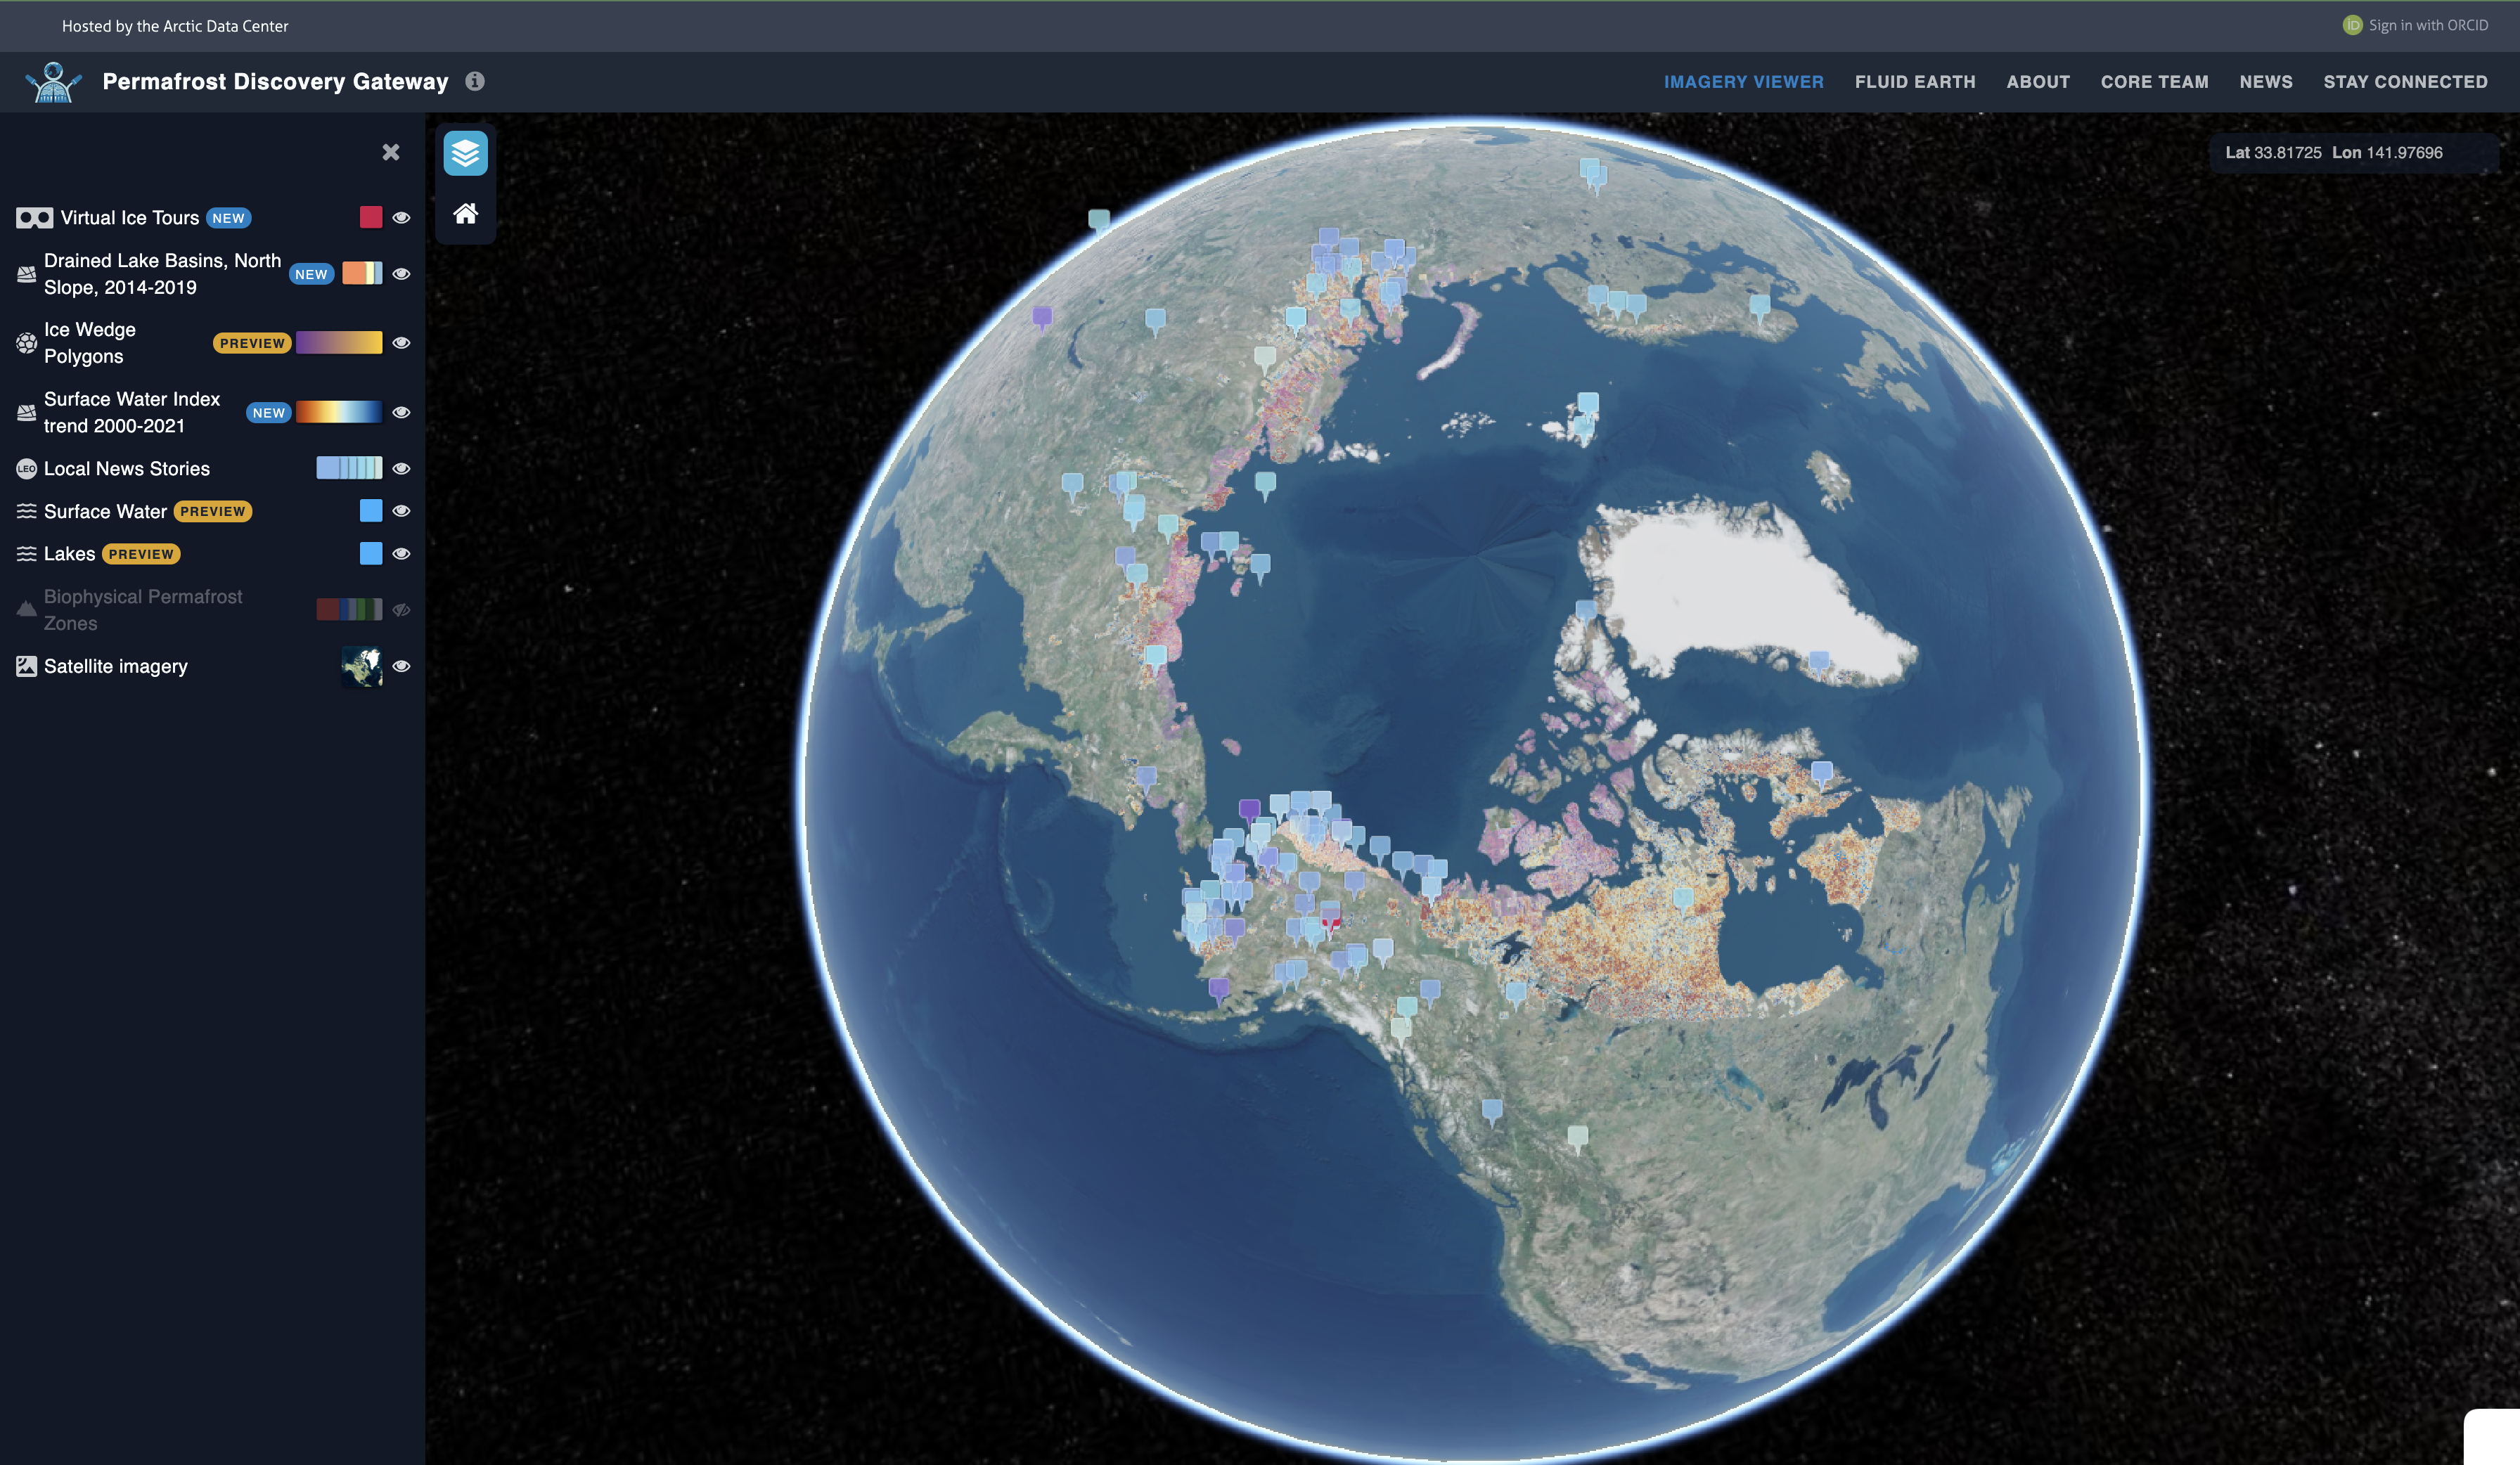 Hosted by the Arctic Data Center
iD Sign in with ORCID
Permafrost Discovery Gateway i
IMAGERY VIEWER FLUID EARTH ABOUT CORE TEAM NEWS STAY CONNECTED
Lat 33.81725 Lon 141.97696
Virtual Ice Tours NEW
Drained Lake Basins, North
Slope, 2014-2019 NEW
Ice Wedge
Polygons PREVIEW
Surface Water Index
trend 2000-2021 NEW
LEO Local News Stories
Surface Water PREVIEW
Lakes PREVIEW
Biophysical Permafrost
Zones
Satellite imagery